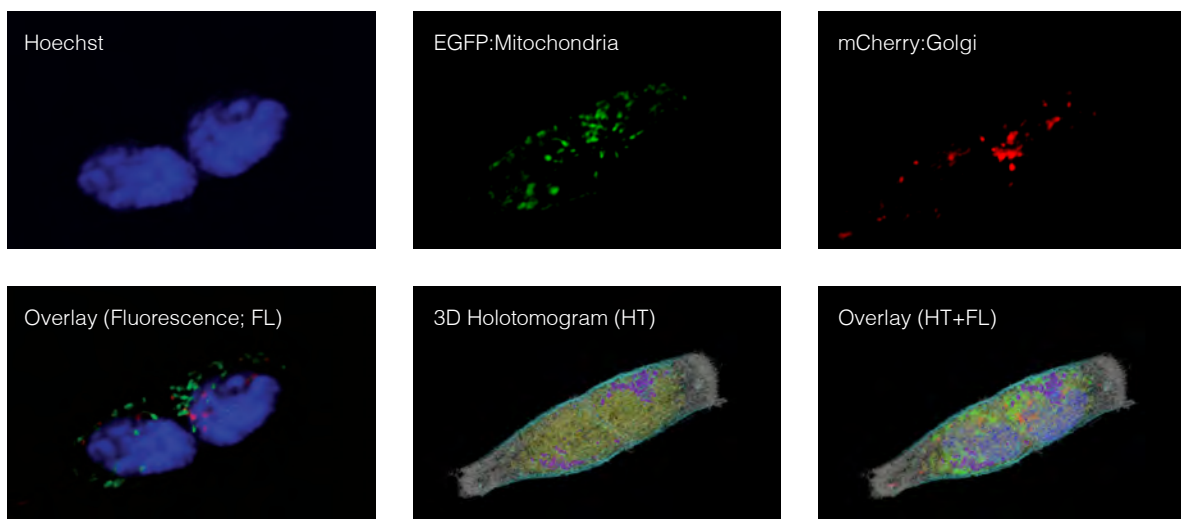 Hoechst
EGFP:Mitochondria
mCherry:Golgi
Overlay (Fluorescence; FL)
3D Holotomogram (HT)
Overlay (HT+FL)